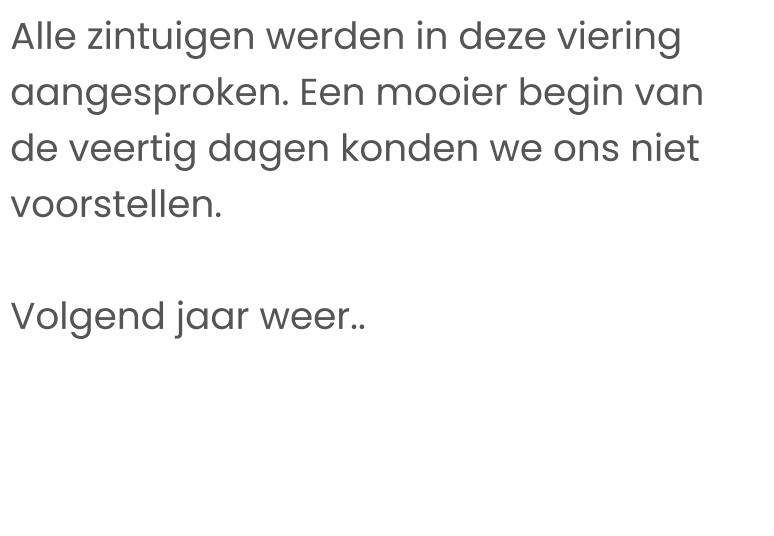 Alle zintuigen werden in deze viering
aangesproken. Een mooier begin van
de veertig dagen konden we ons niet
voorstellen.
Volgend jaar weer..